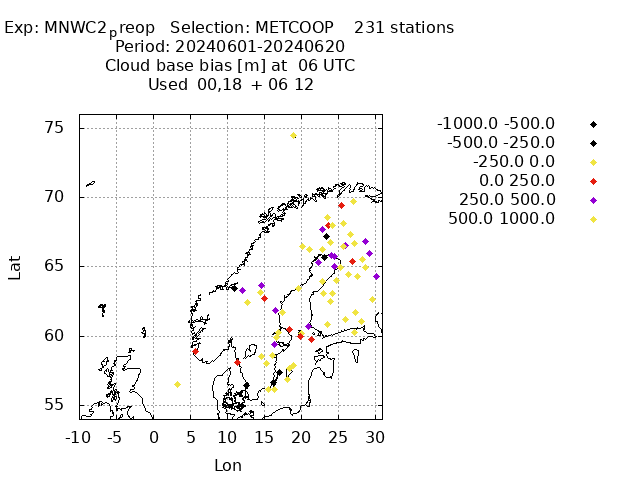 Exp: MNWC2preop   Selection: METCOOP    231 stations
Period: 20240601-20240620
Cloud base bias [m] at  06 UTC
Used  00,18  + 06 12
-1000.0 -500.0
-500.0 -250.0
-250.0 0.0
0.0 250.0
250.0 500.0
500.0 1000.0
75
70
65
60
55
Lat
-10 -5 0 5 10 15 20 25 30
Lon